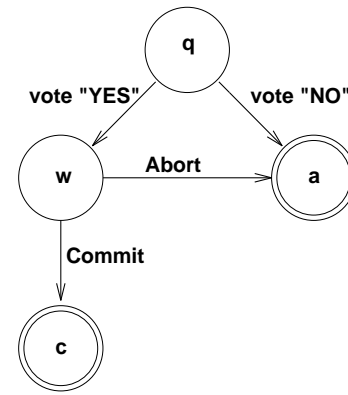 q
vote "YES"
vote "NO"
w
Abort
a
Commit
c